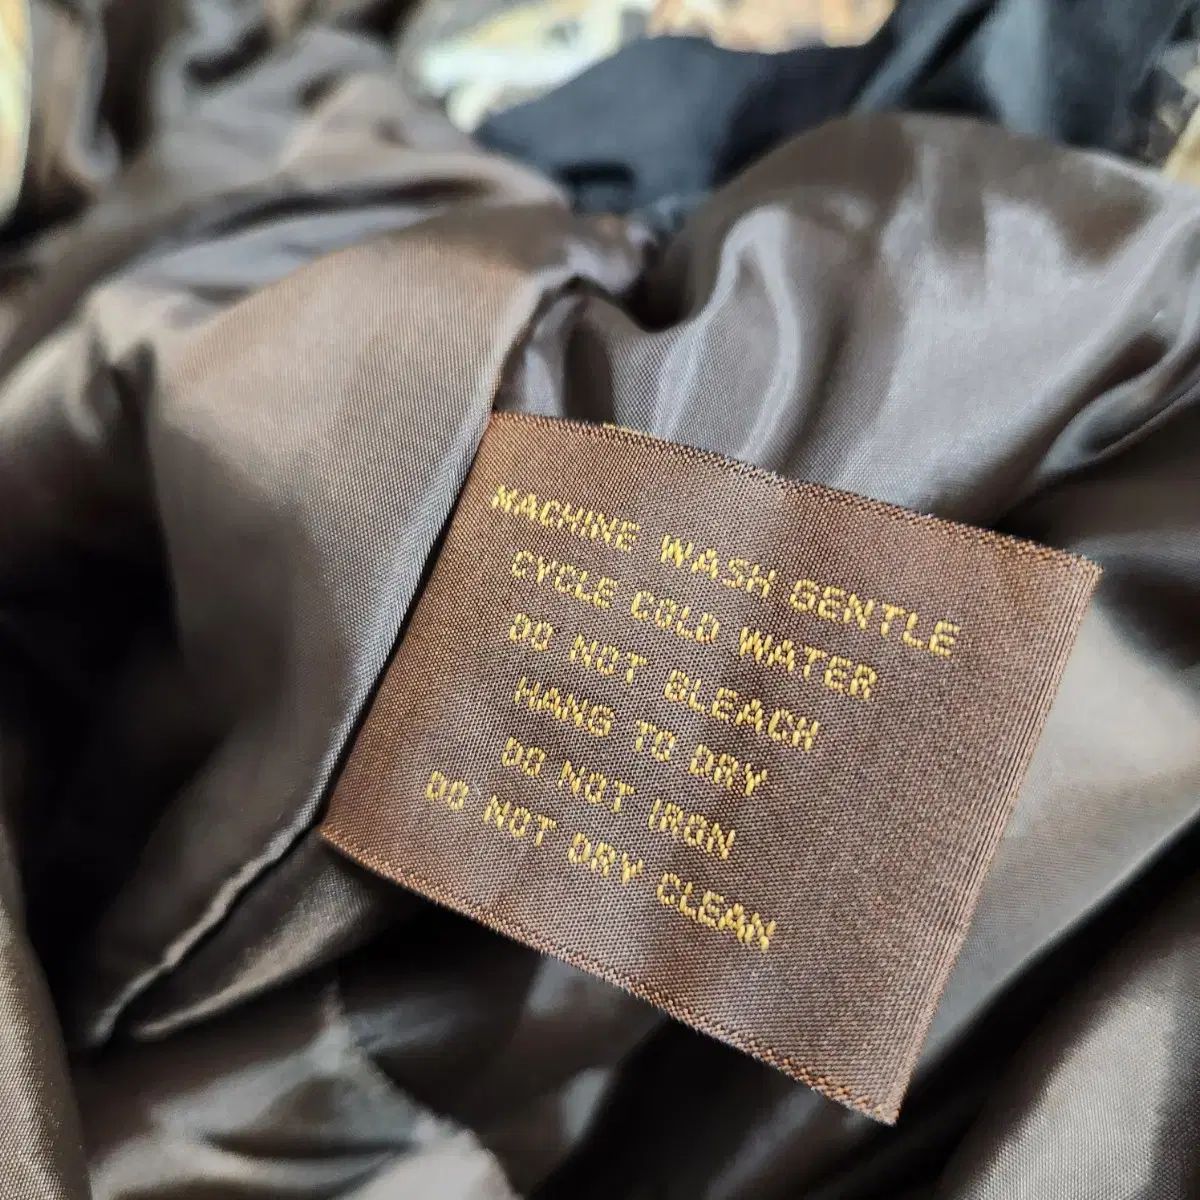 MACHINE WASH GENTLE
CYCLE COLD WATER
DO NOT BLEACH
HANG TO DRY
DO NOT IRON
DO NOT DRY CLEAN